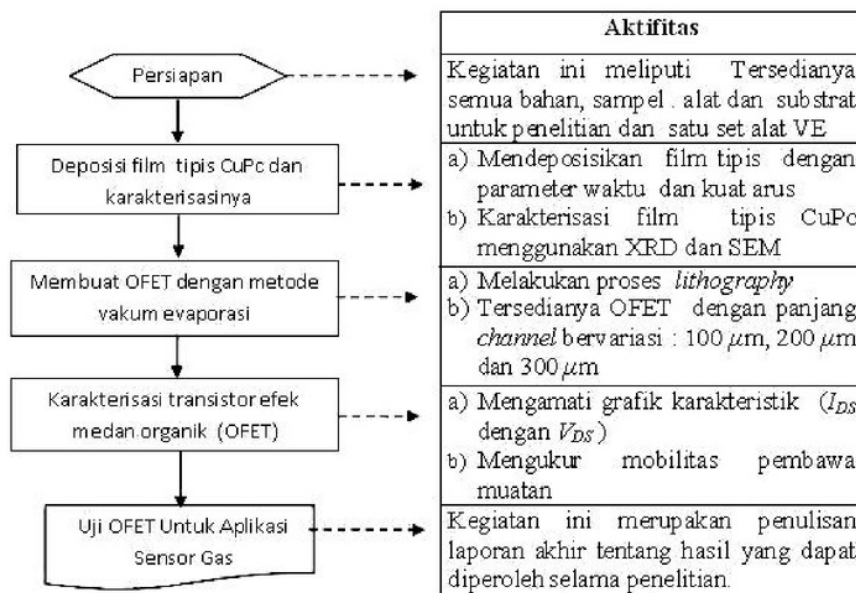 Aktifitas
Persiapan
Kegiatan ini meliputi Tersedianya
semua bahan, sampel . alat dan substrat
untuk penelitian dan satu set alat VE
Deposisi film tipis CuPc dan
karakterisasinya
a) Mendeposisikan film tipis dengan
parameter waktu dan kuat arus
b) Karakterisasi film tipis CuPc
menggunakan XRD dan SEM
Membuat OFET dengan metode
vakum evaporasi
a) Melakukan proses lithography
b) Tersedianya OFET dengan panjang
channel bervariasi : 100 μm, 200 μm
dan 300 μm
Karakterisasi transistor efek
medan organik (OFET)
a) Mengamati grafik karakteristik (IDS
dengan VDS)
b) Mengukur mobilitas pembawa
muatan
Uji OFET Untuk Aplikasi
Sensor Gas
Kegiatan ini merupakan penulisan
laporan akhir tentang hasil yang dapat
diperoleh selama penelitian.